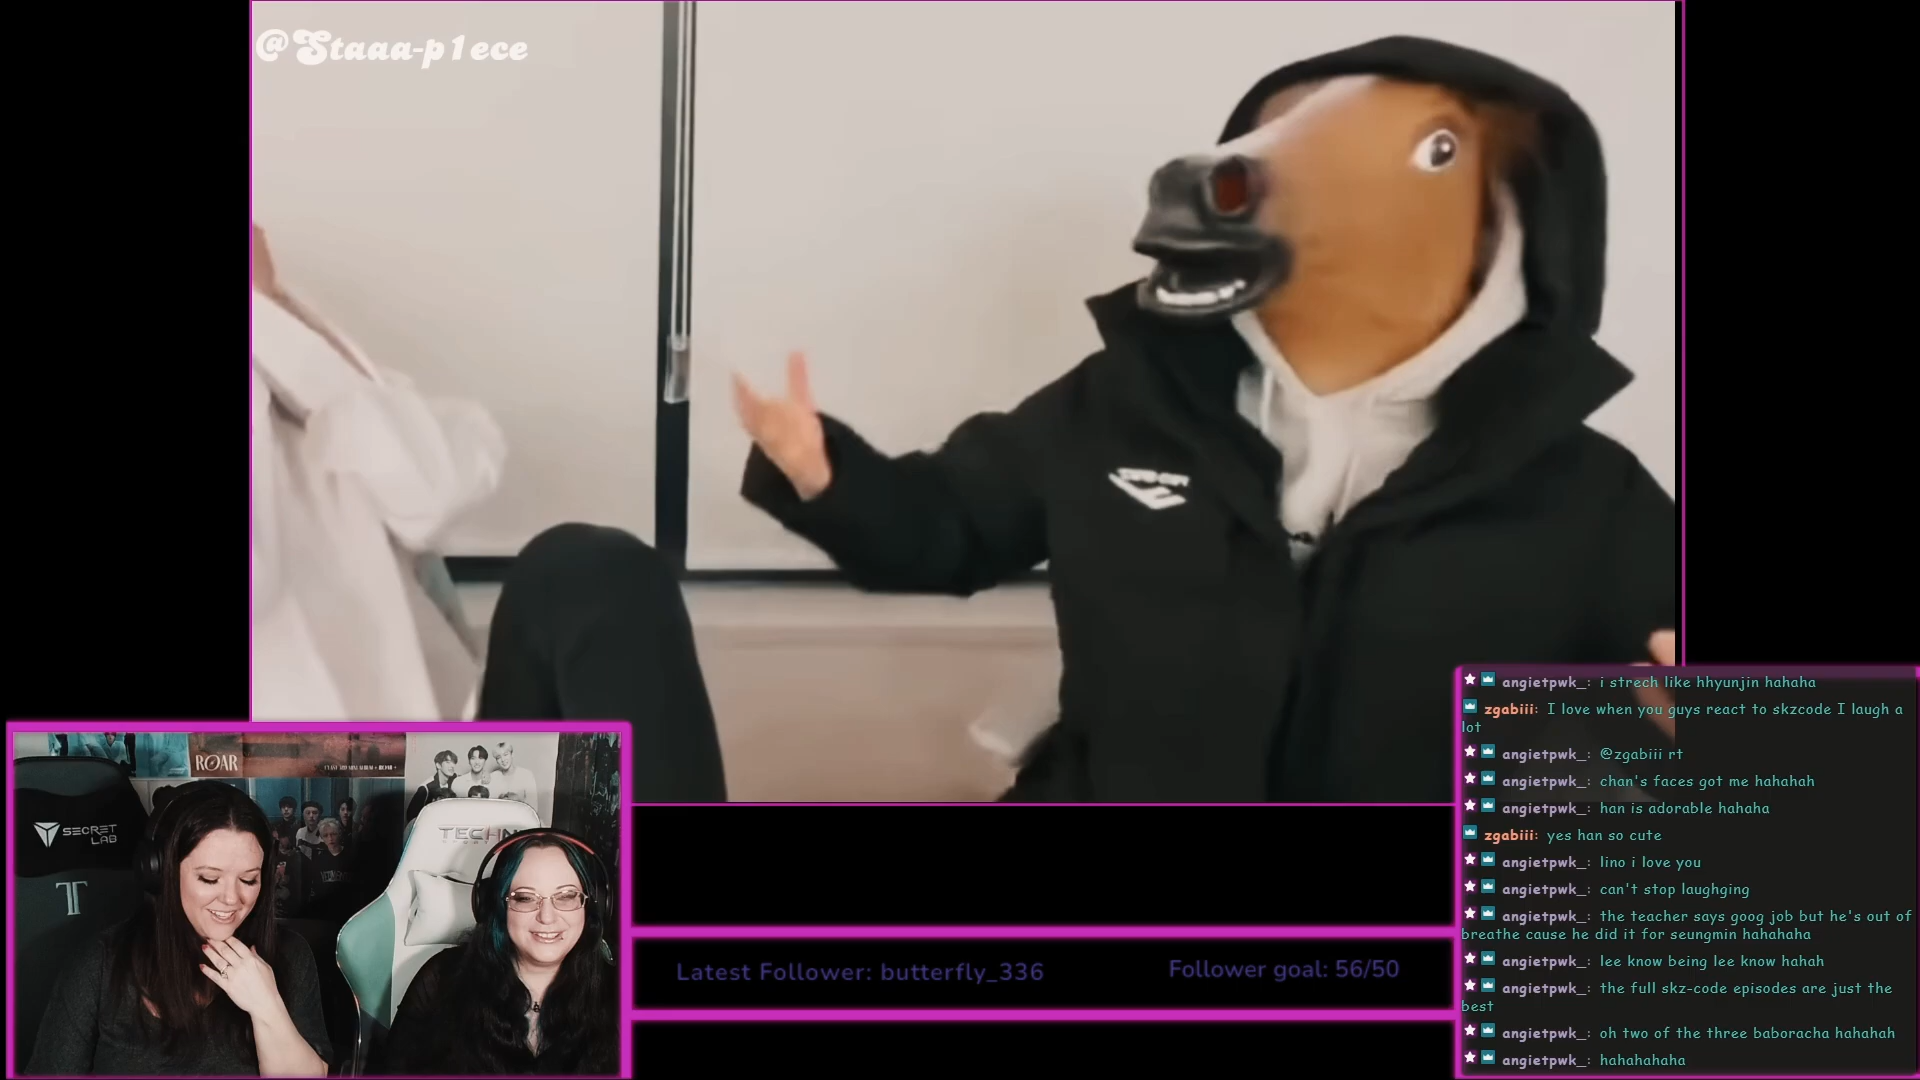 @Staaa-p1ece
ROAR
SECRET
LAB
TECHN
Latest Follower: butterfly_336
Follower goal: 56/50
angietpwk_: i strech like hhyunjin hahaha
zgabiii: I love when you guys react to skzcode I laugh a
lot
angietpwk_: @zgabiii rt
angietpwk_: chan's faces got me hahahah
angietpwk_: han is adorable hahaha
zgabiii: yes han so cute
angietpwk_: lino i love you
angietpwk_: can't stop laughging
angietpwk_: the teacher says goog job but he's out of
breathe cause he did it for seungmin hahahaha
angietpwk_: lee know being lee know hahah
angietpwk_: the full skz-code episodes are just the
best
angietpwk_: oh two of the three baboracha hahahah
angietpwk_: hahahahaha